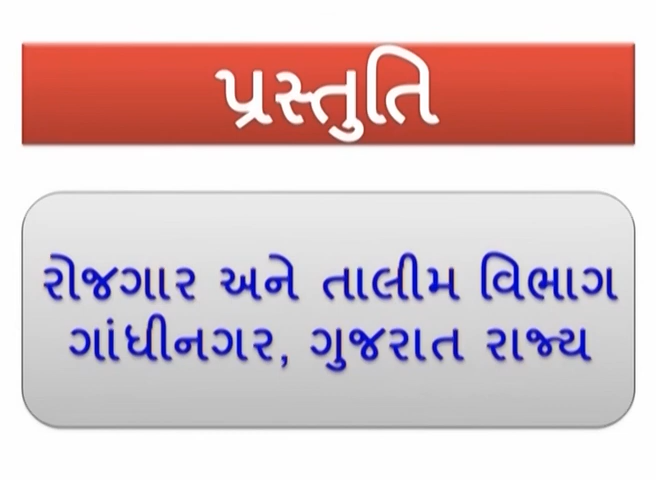 પ્રસ્તુતિ
રોજગાર અને તાલીમ વિભાગ
ગાંધીનગર, ગુજરાત રાજ્ય